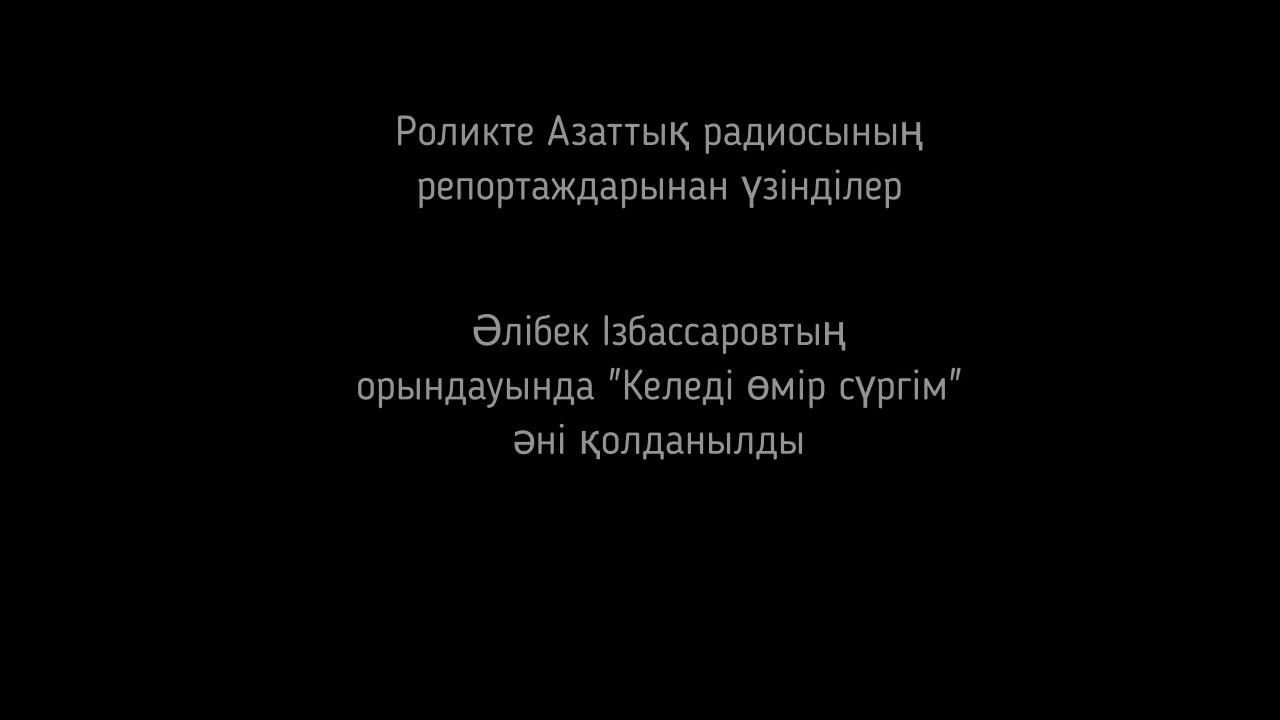 Роликте Азаттық радиосының
репортаждарынан үзінділер
Әлібек Ізбассаровтың
орындауында "Келеді өмір сүргім"
әні қолданылды